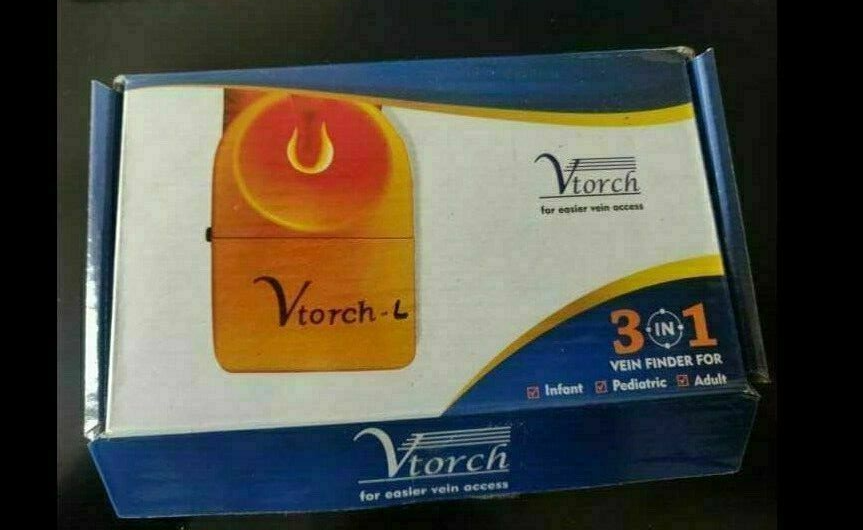 Vtorch
for easier vein access
Vtorch-L
3 IN 1
VEIN FINDER FOR
Infant Pediatric Adult
Vtorch
for easier vein access